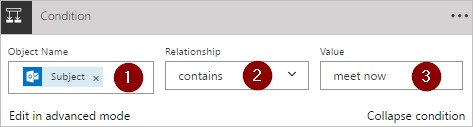 Condition
Object Name Relationship Value
Subject x 1 contains 2 meet now 3
Edit in advanced mode Collapse condition